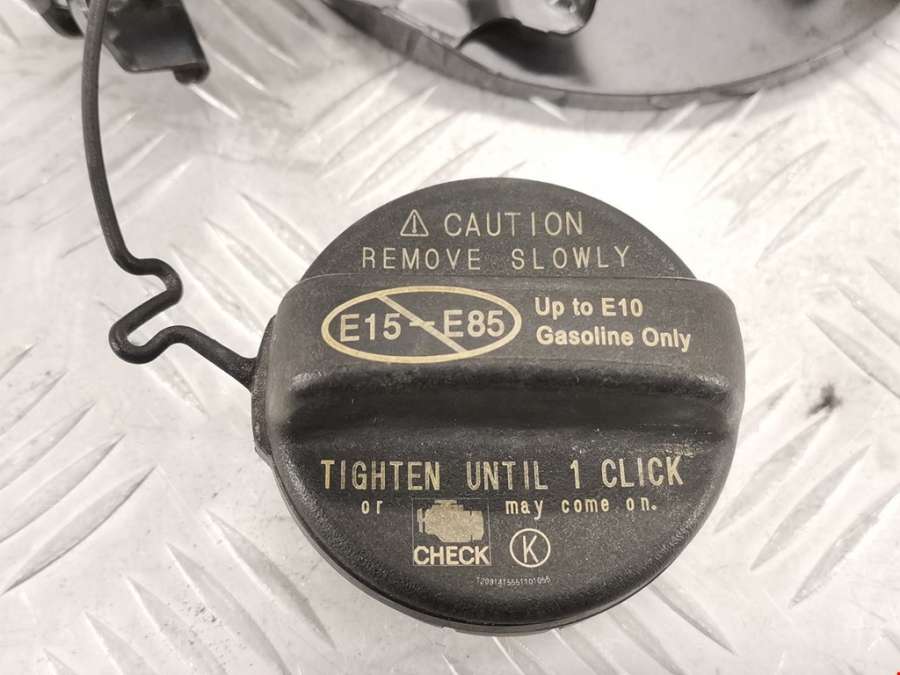 ⚠ CAUTION
REMOVE SLOWLY
E15-E85
Up to E10
Gasoline Only
TIGHTEN UNTIL 1 CLICK
or may come on.
CHECK
K